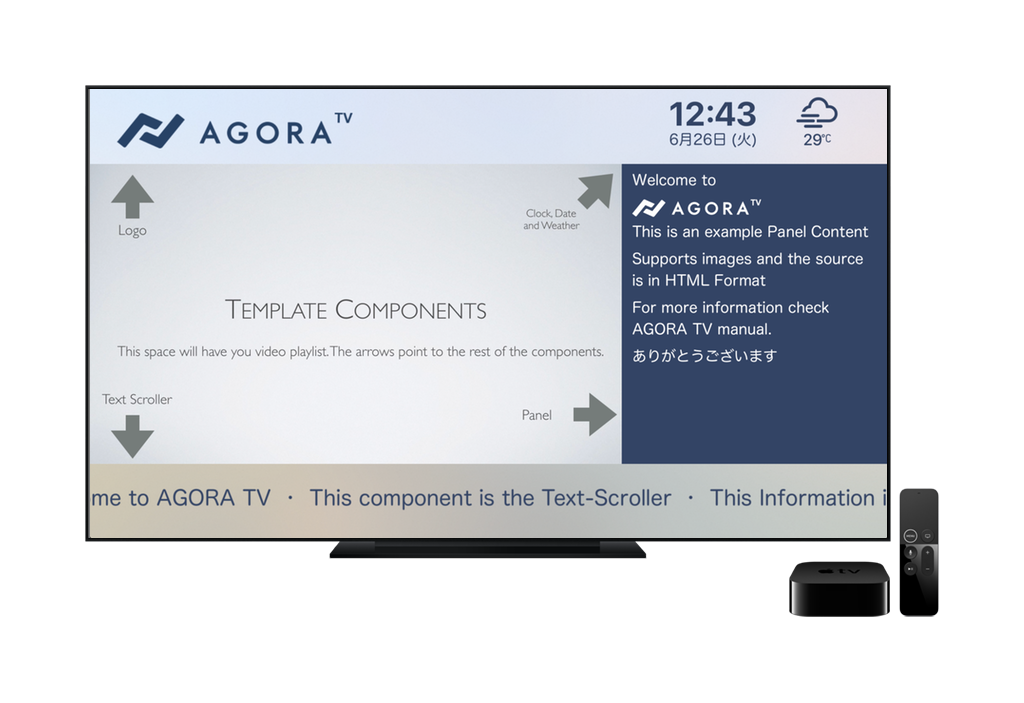 AGORA TV
12:43
6月26日 (火)
29℃
Logo
Clock, Date
and Weather
TEMPLATE COMPONENTS
This space will have you video playlist. The arrows point to the rest of the components.
Text Scroller
Panel
Welcome to
AGORA TV
This is an example Panel Content
Supports images and the source
is in HTML Format
For more information check
AGORA TV manual.
ありがとうございます
me to AGORA TV ・ This component is the Text-Scroller ・ This Information i
tv
MENU